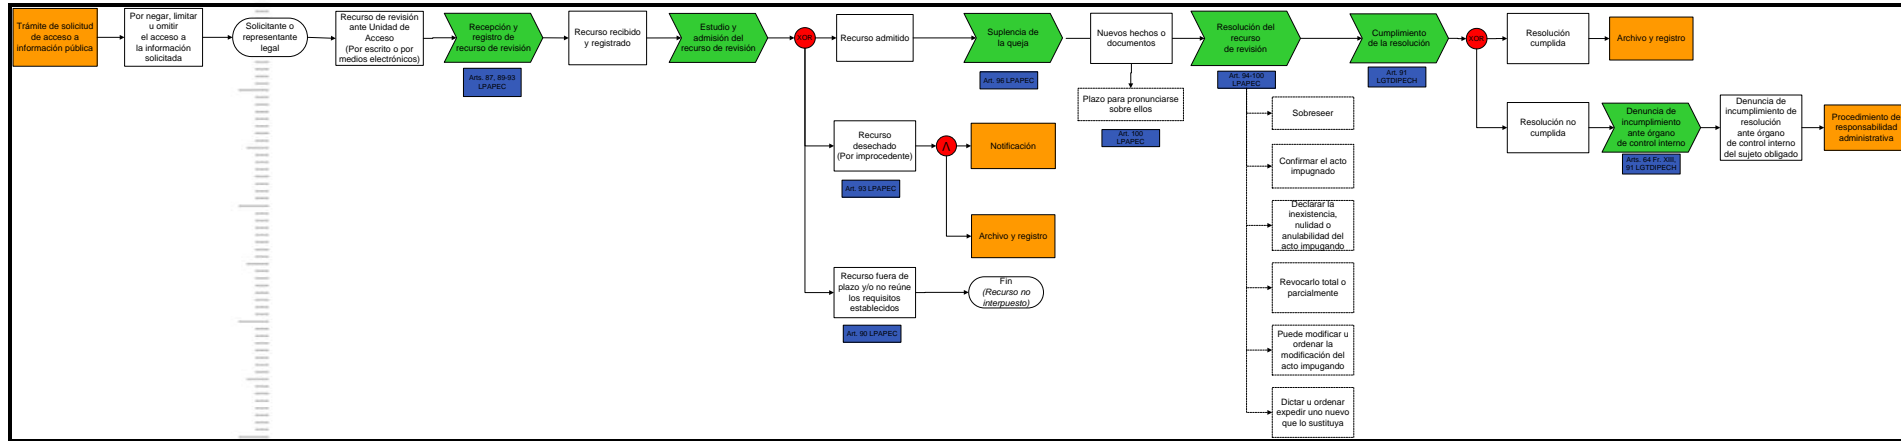 Trámite de solicitud
de acceso a
información pública
Por negar, limitar
u omitir
el acceso a
la información
solicitada
Solicitante o
representante
legal
Recurso de revisión
ante Unidad de
Acceso
(Por escrito o por
medios electrónicos)
Recepción y
registro de
recurso de revisión
Arts. 87, 89-93
LPAPEC
Recurso recibido
y registrado
Estudio y
admisión del
recurso de revisión
XOR
Recurso admitido
Suplencia de
la queja
Art. 96 LPAPEC
Nuevos hechos o
documentos
Plazo para pronunciarse
sobre ellos
Art. 100
LPAPEC
Resolución del
recurso
de revisión
Art. 94-100
LPAPEC
Cumplimiento
de la resolución
Art. 91
LGTDIPECH
XOR
Resolución
cumplida
Archivo y registro
Resolución no
cumplida
Denuncia de
incumplimiento
ante órgano
de control interno
Arts. 64 Fr. XIII,
91 LGTDIPECH
Denuncia de
incumplimiento de
resolución
ante órgano
de control interno
del sujeto obligado
Procedimiento de
responsabilidad
administrativa
Recurso
desechado
(Por improcedente)
Art. 93 LPAPEC
Λ
Notificación
Archivo y registro
Recurso fuera de
plazo y/o no reúne
los requisitos
establecidos
Art. 90 LPAPEC
Fin
(Recurso no
interpuesto)
Sobreseer
Confirmar el acto
impugnado
Declarar la
inexistencia,
nulidad o
anulabilidad del
acto impugando
Revocarlo total o
parcialmente
Puede modificar u
ordenar la
modificación del
acto impugando
Dictar u ordenar
expedir uno nuevo
que lo sustituya